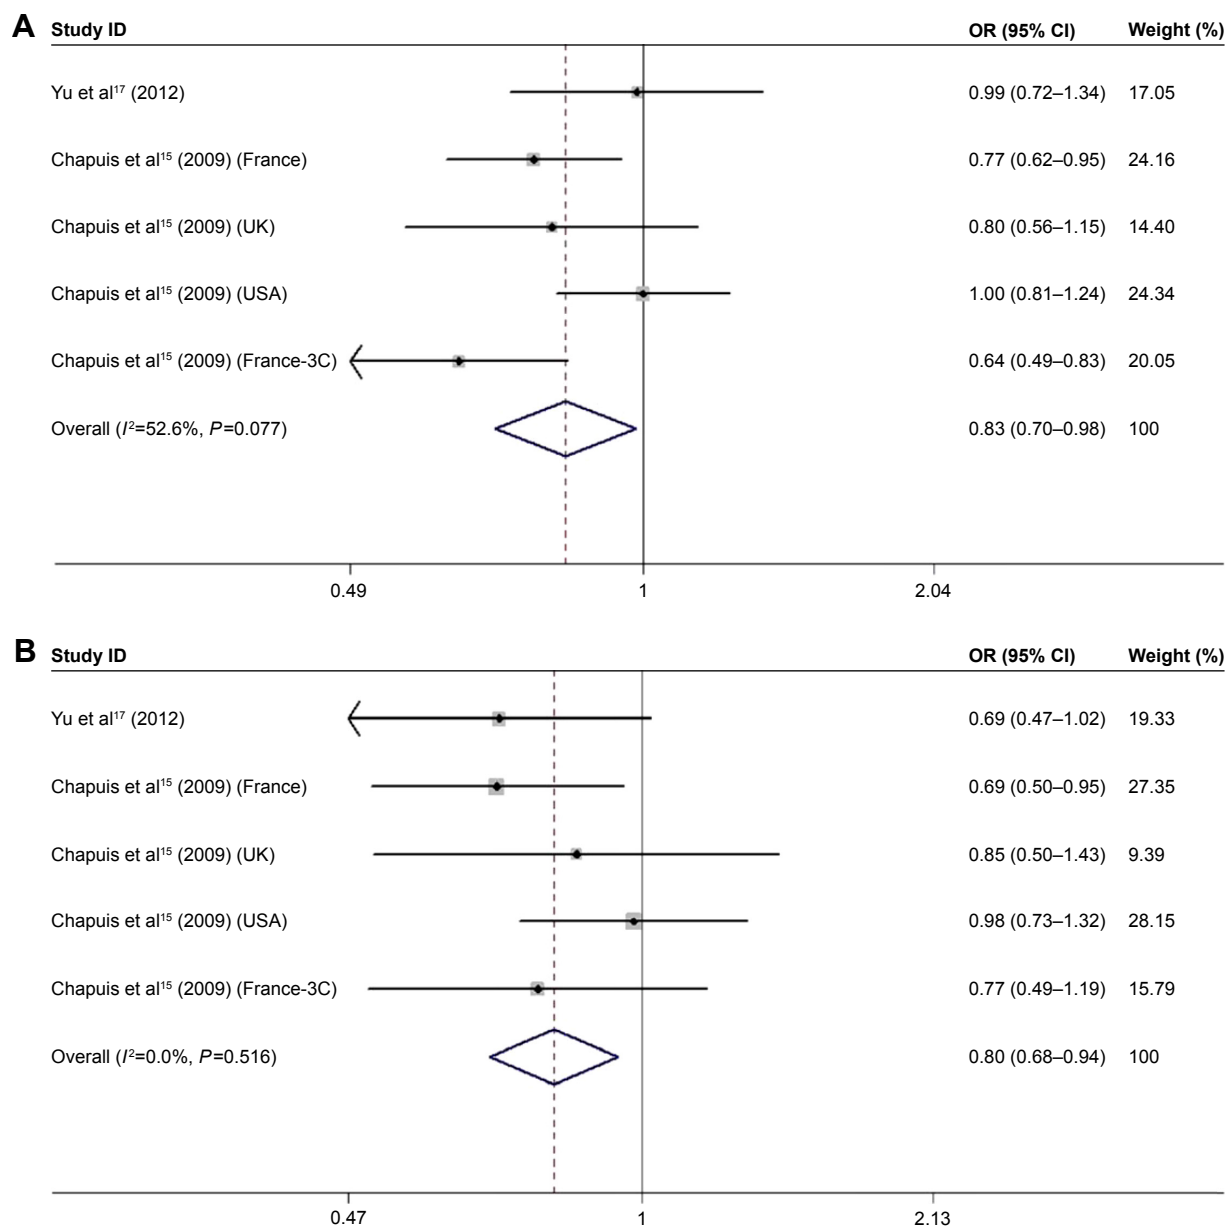 A Study ID OR (95% CI) Weight (%)
Yu et al¹⁷ (2012) 0.99 (0.72–1.34) 17.05
Chapuis et al¹⁵ (2009) (France) 0.77 (0.62–0.95) 24.16
Chapuis et al¹⁵ (2009) (UK) 0.80 (0.56–1.15) 14.40
Chapuis et al¹⁵ (2009) (USA) 1.00 (0.81–1.24) 24.34
Chapuis et al¹⁵ (2009) (France-3C) 0.64 (0.49–0.83) 20.05
Overall (I²=52.6%, P=0.077) 0.83 (0.70–0.98) 100
0.49 1 2.04
B Study ID OR (95% CI) Weight (%)
Yu et al¹⁷ (2012) 0.69 (0.47–1.02) 19.33
Chapuis et al¹⁵ (2009) (France) 0.69 (0.50–0.95) 27.35
Chapuis et al¹⁵ (2009) (UK) 0.85 (0.50–1.43) 9.39
Chapuis et al¹⁵ (2009) (USA) 0.98 (0.73–1.32) 28.15
Chapuis et al¹⁵ (2009) (France-3C) 0.77 (0.49–1.19) 15.79
Overall (I²=0.0%, P=0.516) 0.80 (0.68–0.94) 100
0.47 1 2.13